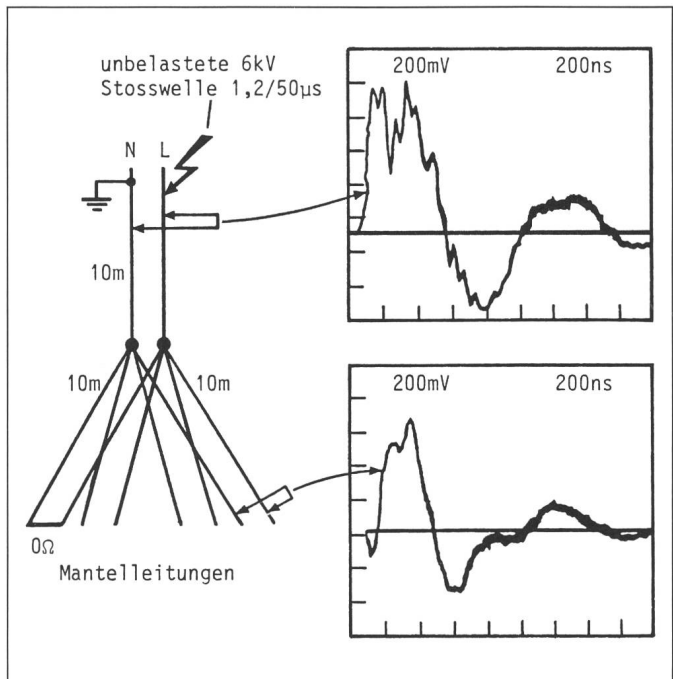 unbelastete 6kV
Stosswelle 1,2/50µs
N L
10m
10m 10m
0Ω
Mantelleitungen
200mV 200ns
200mV 200ns